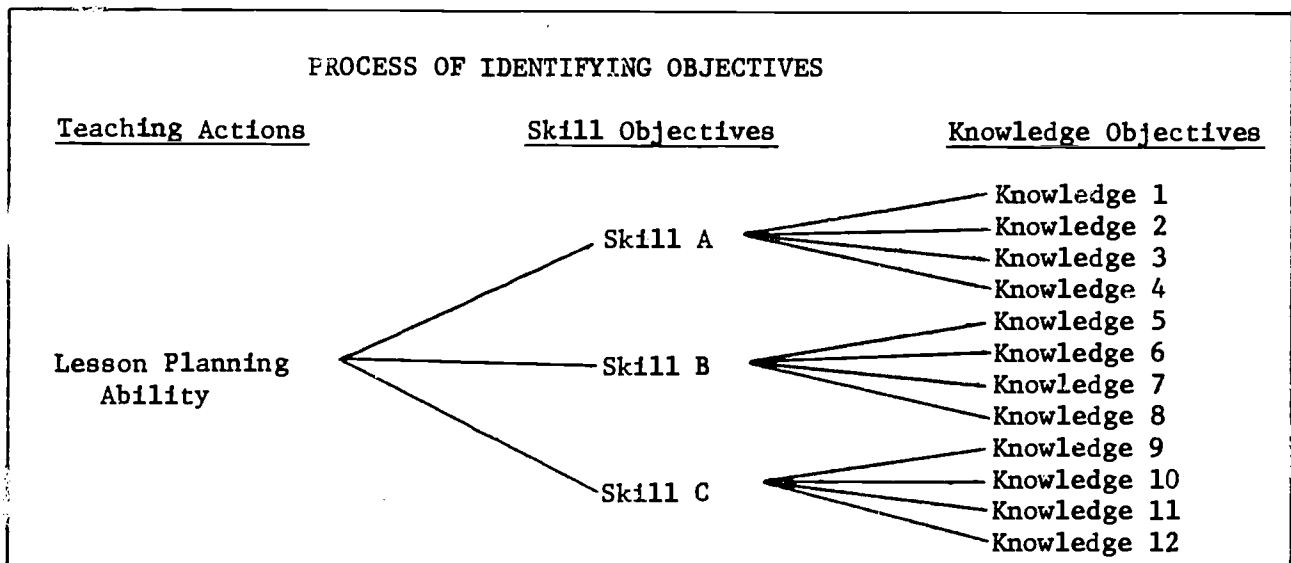 PROCESS OF IDENTIFYING OBJECTIVES
Teaching Actions
Skill Objectives
Knowledge Objectives
Lesson Planning
Ability
Skill A
Skill B
Skill C
Knowledge 1
Knowledge 2
Knowledge 3
Knowledge 4
Knowledge 5
Knowledge 6
Knowledge 7
Knowledge 8
Knowledge 9
Knowledge 10
Knowledge 11
Knowledge 12